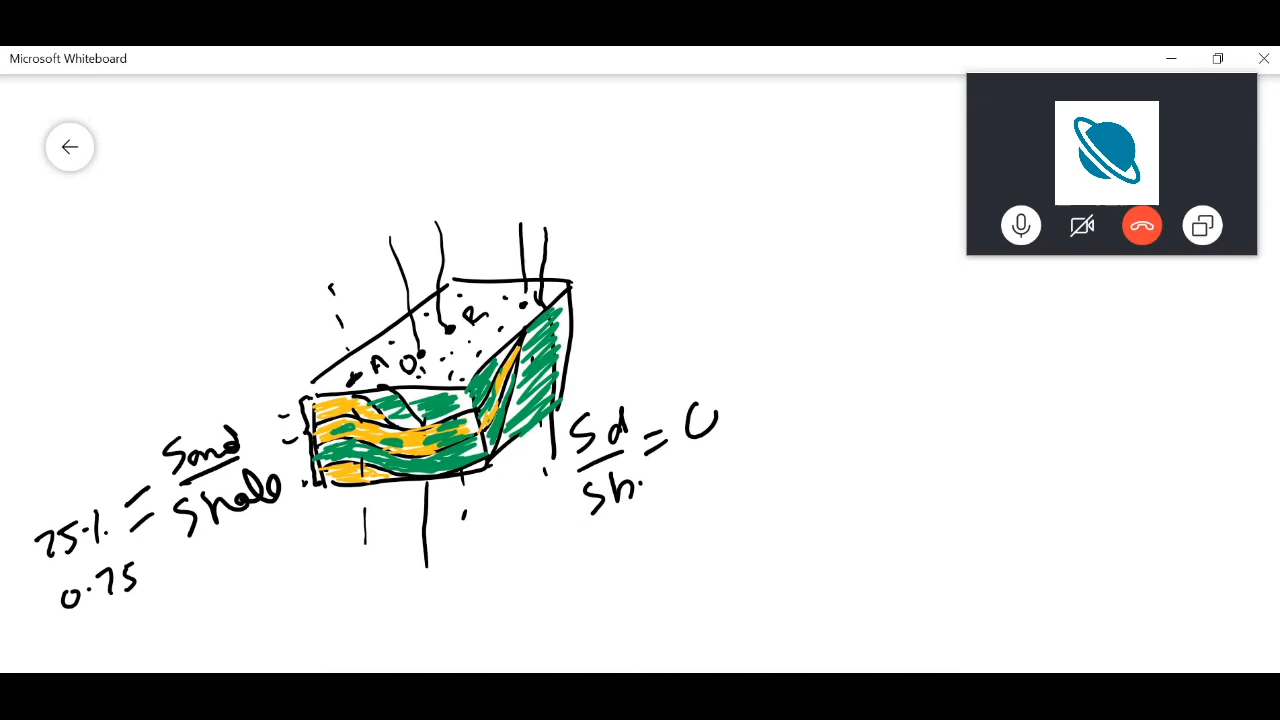 Microsoft Whiteboard
R
A
O
Sand
Shale
=
75%
0.75
Sd
Sh.
= 0